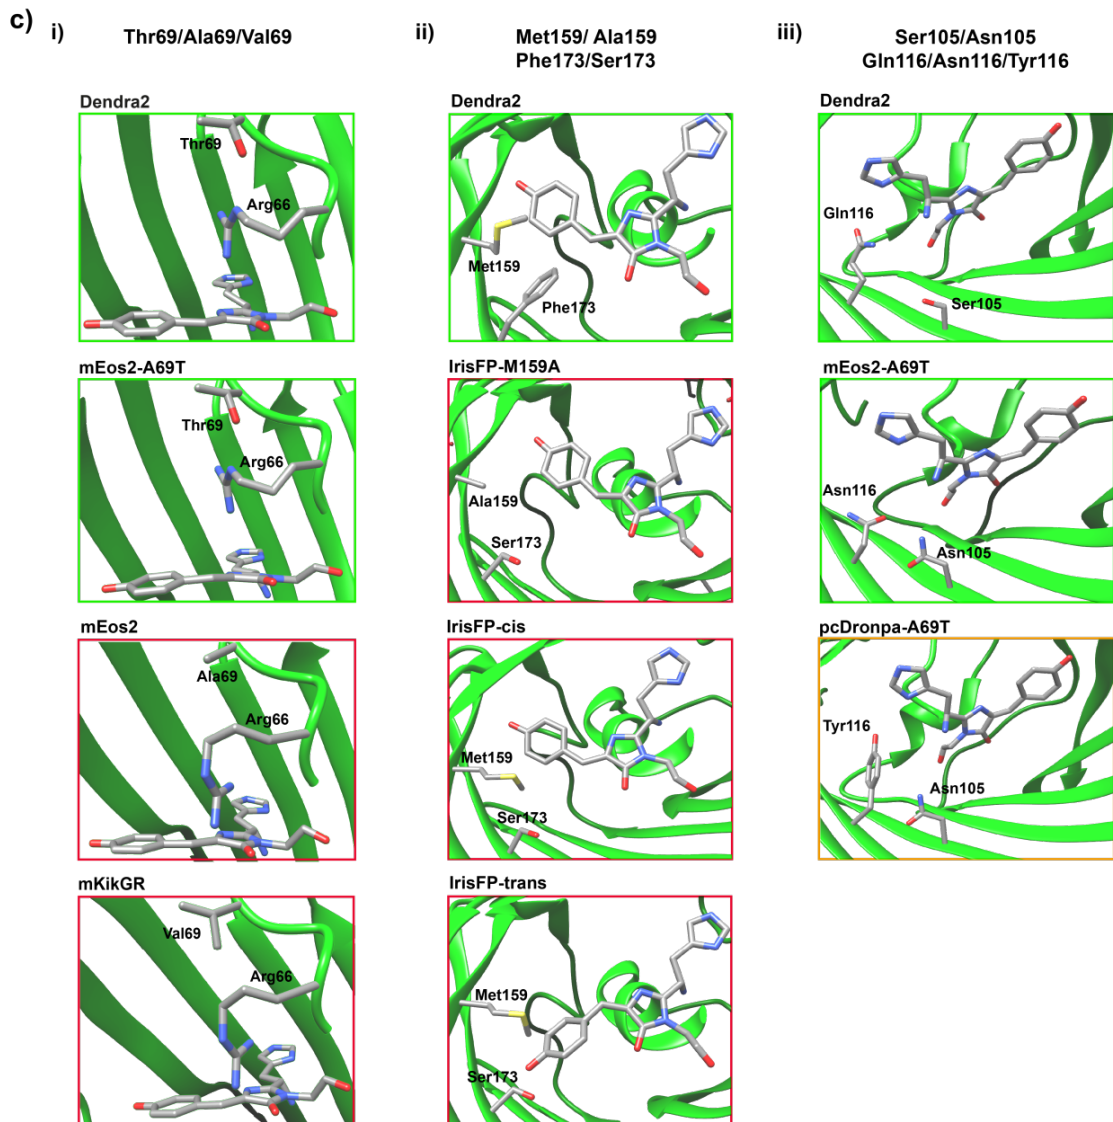 c)
i)
Thr69/Ala69/Val69
Dendra2
Thr69
Arg66
mEos2-A69T
Thr69
Arg66
mEos2
Ala69
Arg66
mKikGR
Val69
Arg66
ii)
Met159/ Ala159
Phe173/Ser173
Dendra2
Met159
Phe173
IrisFP-M159A
Ala159
Ser173
IrisFP-cis
Met159
Ser173
IrisFP-trans
Met159
Ser173
iii)
Ser105/Asn105
Gln116/Asn116/Tyr116
Dendra2
Gln116
Ser105
mEos2-A69T
Asn116
Asn105
pcDronpa-A69T
Tyr116
Asn105